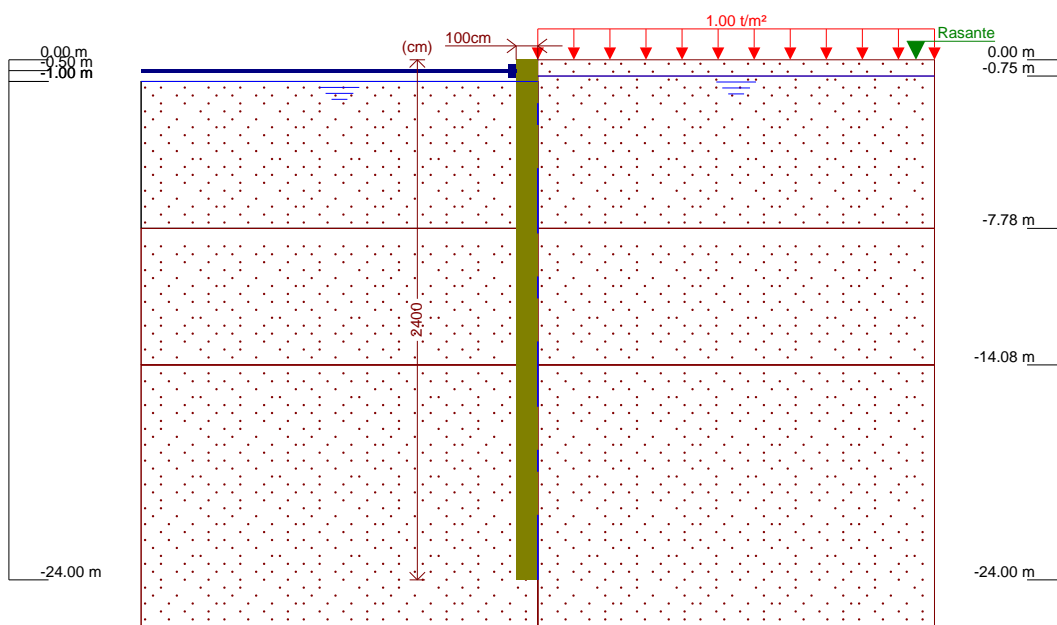 1.00 t/m²
100cm
Rasante
(cm)
0.00 m
-0.50 m
-1.00 m
0.00 m
-0.75 m
-7.78 m
2400
-14.08 m
-24.00 m
-24.00 m